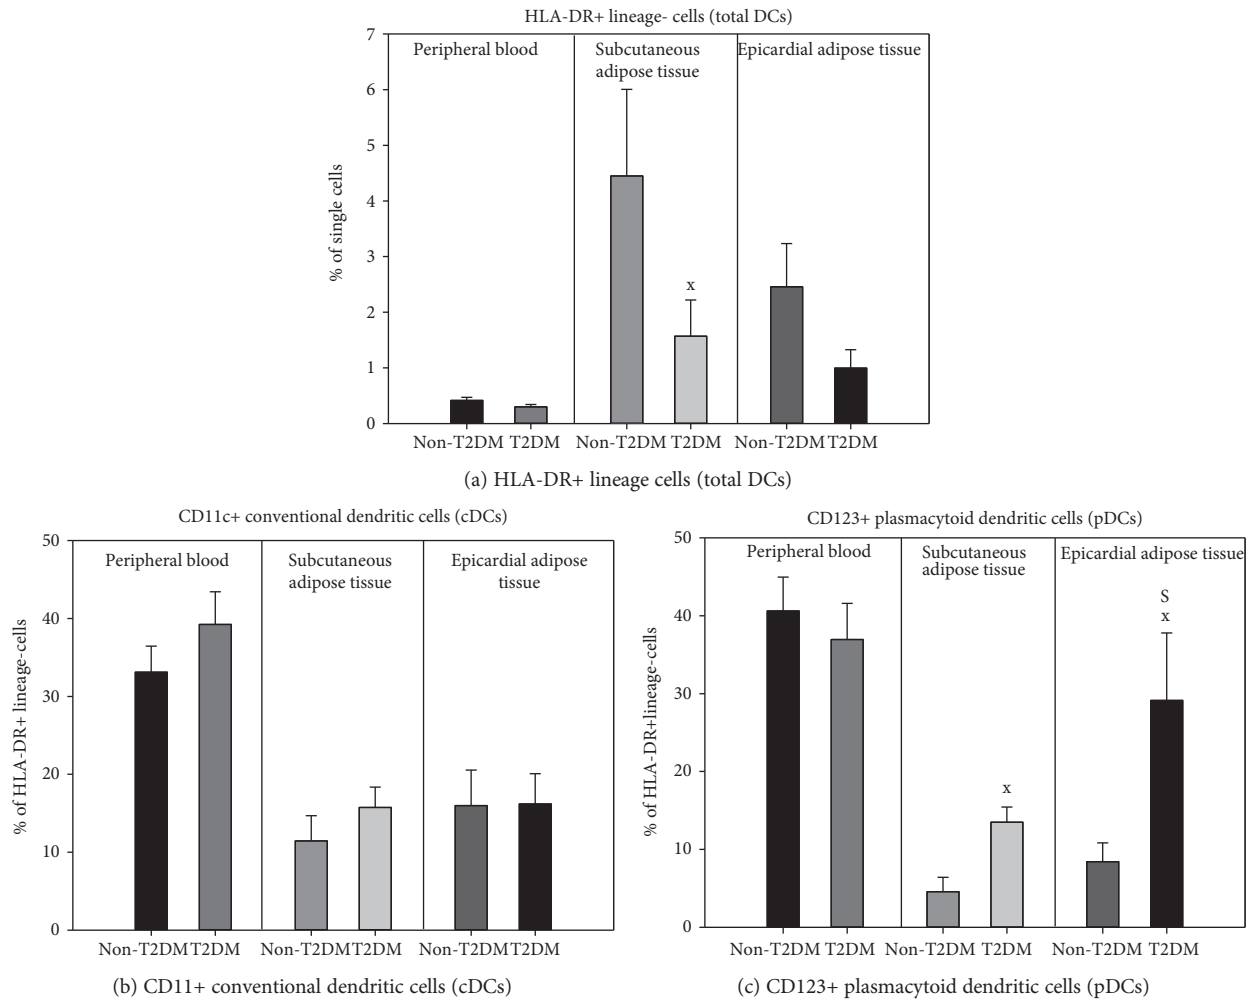 HLA-DR+ lineage- cells (total DCs)
7
6
5
4
3
2
1
0
% of single cells
Peripheral blood
Subcutaneous
adipose tissue
Epicardial adipose tissue
x
Non-T2DM T2DM Non-T2DM T2DM Non-T2DM T2DM
(a) HLA-DR+ lineage cells (total DCs)
CD11c+ conventional dendritic cells (cDCs)
50
40
30
20
10
0
% of HLA-DR+ lineage-cells
Peripheral blood
Subcutaneous
adipose tissue
Epicardial adipose
tissue
Non-T2DM T2DM Non-T2DM T2DM Non-T2DM T2DM
(b) CD11+ conventional dendritic cells (cDCs)
CD123+ plasmacytoid dendritic cells (pDCs)
50
40
30
20
10
0
% of HLA-DR+lineage-cells
Peripheral blood
Subcutaneous
adipose tissue
Epicardial adipose tissue
x
S
x
Non-T2DM T2DM Non-T2DM T2DM Non-T2DM T2DM
(c) CD123+ plasmacytoid dendritic cells (pDCs)